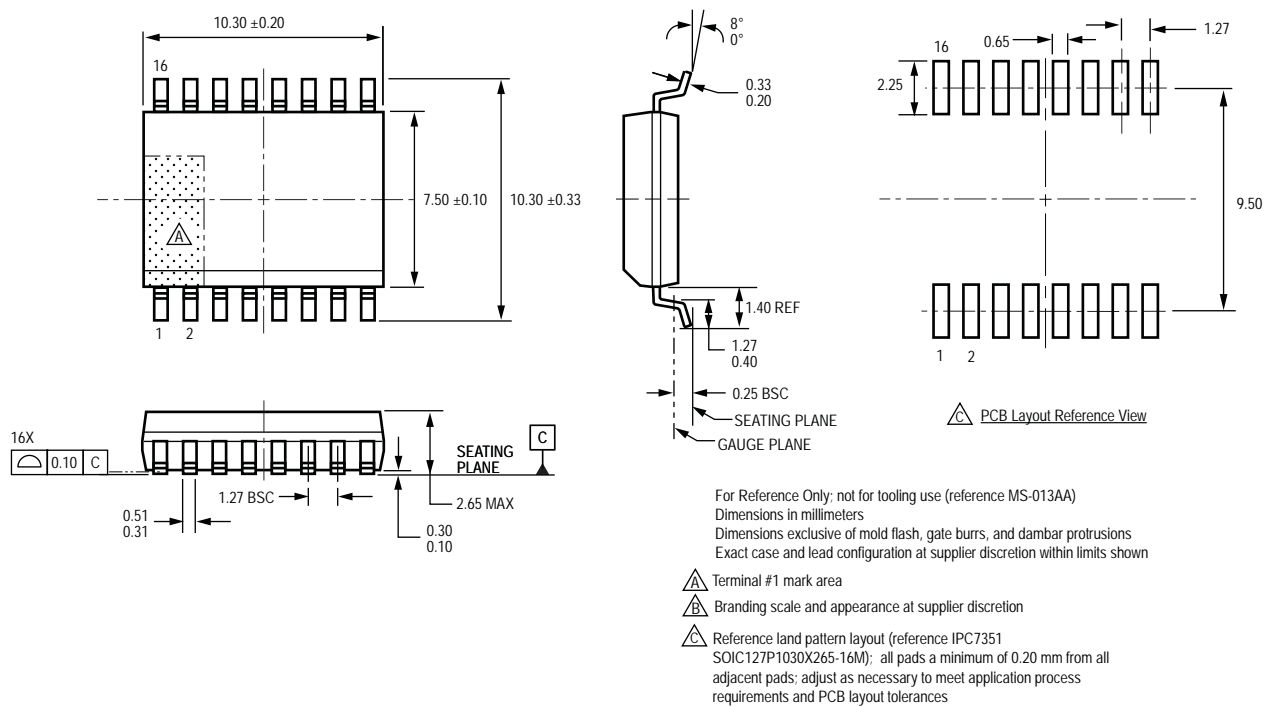 10.30 ±0.20
16
7.50 ±0.10
10.30 ±0.33
A
1 2
8°
0°
0.33
0.20
1.40 REF
1.27
0.40
0.25 BSC
SEATING PLANE
GAUGE PLANE
16
0.65
1.27
2.25
9.50
1 2
C PCB Layout Reference View
16X
0.10 C
SEATING
PLANE
C
1.27 BSC
2.65 MAX
0.51
0.31
0.30
0.10
For Reference Only; not for tooling use (reference MS-013AA)
Dimensions in millimeters
Dimensions exclusive of mold flash, gate burrs, and dambar protrusions
Exact case and lead configuration at supplier discretion within limits shown
A Terminal #1 mark area
B Branding scale and appearance at supplier discretion
C Reference land pattern layout (reference IPC7351
SOIC127P1030X265-16M); all pads a minimum of 0.20 mm from all
adjacent pads; adjust as necessary to meet application process
requirements and PCB layout tolerances